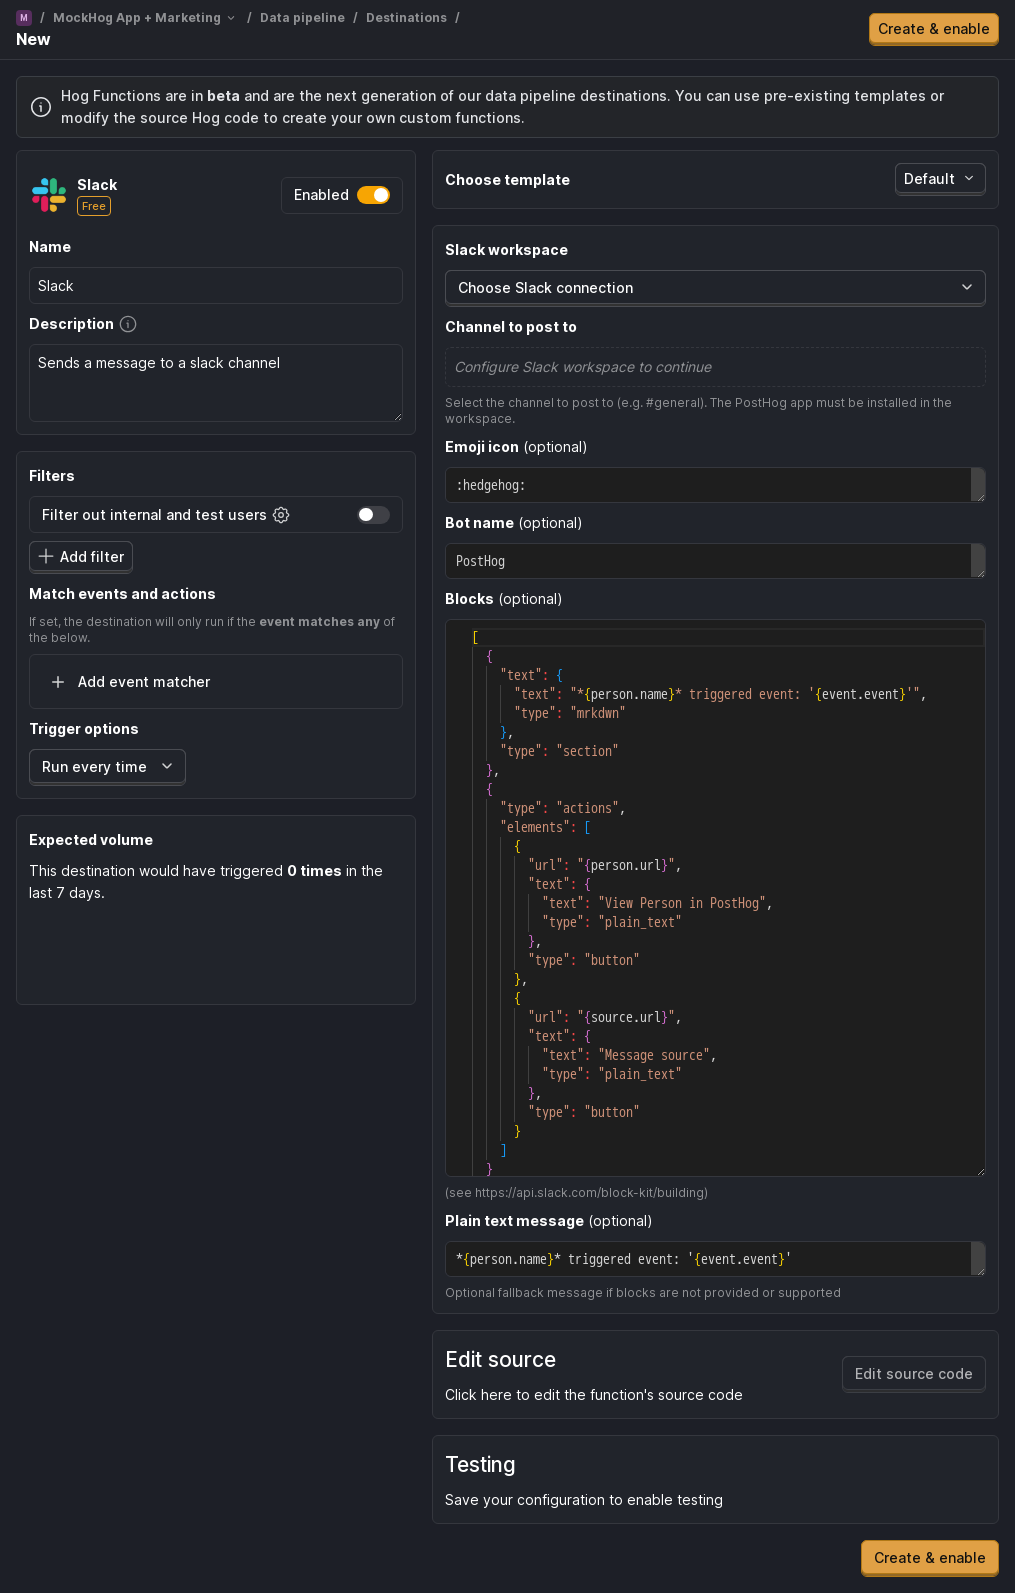 M / MockHog App + Marketing / Data pipeline / Destinations /
New
Create & enable
Hog Functions are in beta and are the next generation of our data pipeline destinations. You can use pre-existing templates or
modify the source Hog code to create your own custom functions.
Slack
Free
Enabled
Name
Slack
Description
Sends a message to a slack channel
Filters
Filter out internal and test users
Add filter
Match events and actions
If set, the destination will only run if the event matches any of
the below.
Add event matcher
Trigger options
Run every time
Expected volume
This destination would have triggered 0 times in the
last 7 days.
Choose template
Default
Slack workspace
Choose Slack connection
Channel to post to
Configure Slack workspace to continue
Select the channel to post to (e.g. #general). The PostHog app must be installed in the
workspace.
Emoji icon (optional)
:hedgehog:
Bot name (optional)
PostHog
Blocks (optional)
[
{
"text": {
"text": "*{person.name}* triggered event: '{event.event}'",
"type": "mrkdwn"
},
"type": "section"
},
{
"type": "actions",
"elements": [
{
"url": "{person.url}",
"text": {
"text": "View Person in PostHog",
"type": "plain_text"
},
"type": "button"
},
{
"url": "{source.url}",
"text": {
"text": "Message source",
"type": "plain_text"
},
"type": "button"
}
]
}
(see https://api.slack.com/block-kit/building)
Plain text message (optional)
*{person.name}* triggered event: '{event.event}'
Optional fallback message if blocks are not provided or supported
Edit source
Click here to edit the function's source code
Edit source code
Testing
Save your configuration to enable testing
Create & enable